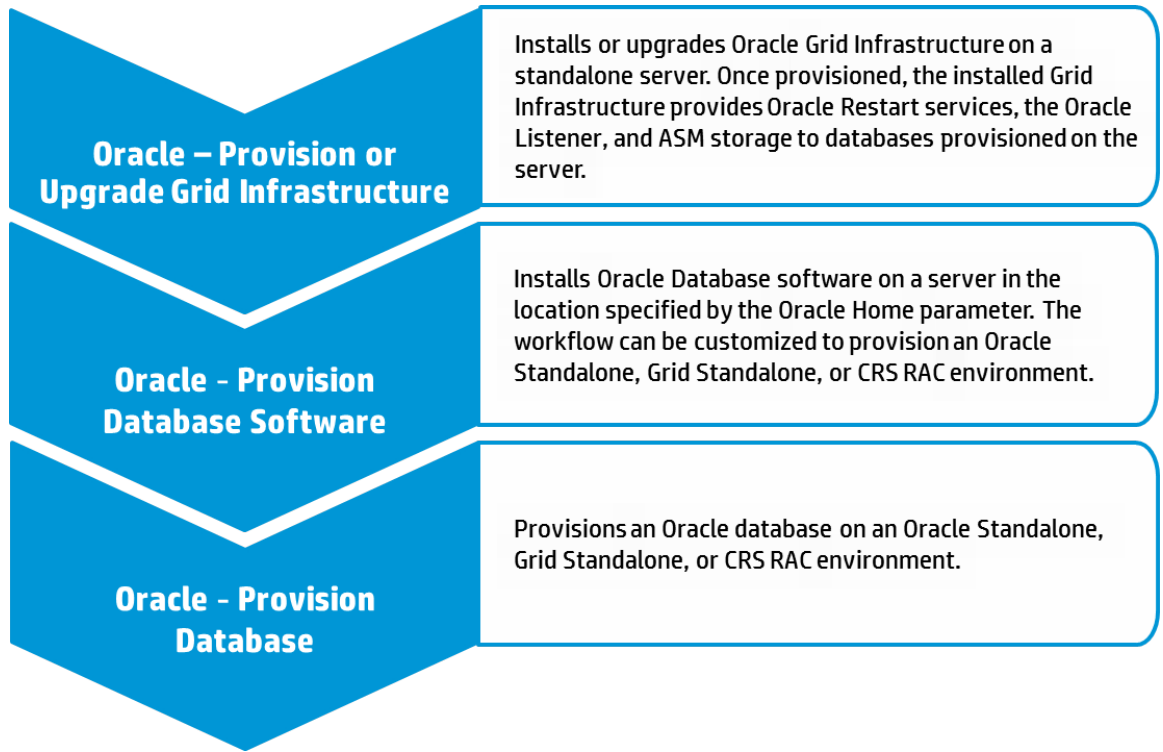 Oracle – Provision or
Upgrade Grid Infrastructure
Installs or upgrades Oracle Grid Infrastructure on a
standalone server. Once provisioned, the installed Grid
Infrastructure provides Oracle Restart services, the Oracle
Listener, and ASM storage to databases provisioned on the
server.
Oracle - Provision
Database Software
Installs Oracle Database software on a server in the
location specified by the Oracle Home parameter. The
workflow can be customized to provision an Oracle
Standalone, Grid Standalone, or CRS RAC environment.
Oracle - Provision
Database
Provisions an Oracle database on an Oracle Standalone,
Grid Standalone, or CRS RAC environment.